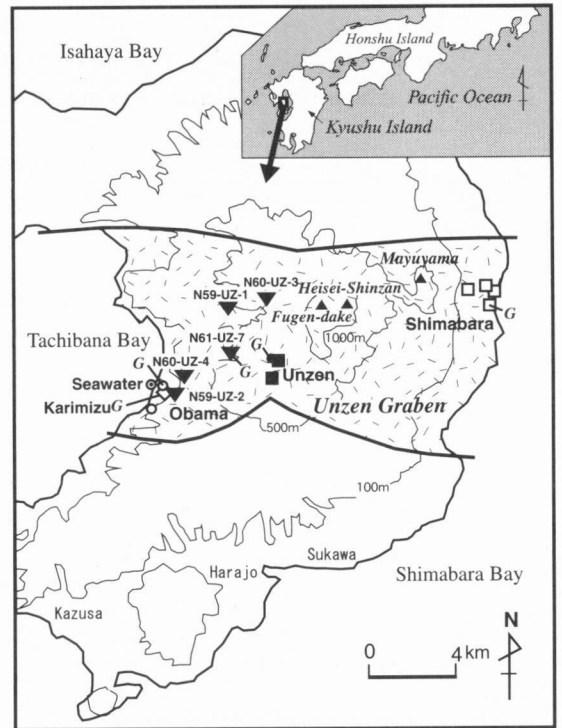 Isahaya Bay
Honshu Island
Pacific Ocean
Kyushu Island
Mayuyama
N60-UZ-3
Heisei-Shinzan
N59-UZ-1
Fugen-dake
G
Shimabara
1000m
Tachibana Bay
N61-UZ-7
G
G
N60-UZ-4
G
Unzen
Seawater
Karimizu
G
N59-UZ-2
Obama
Unzen Graben
500m
100m
Sukawa
Harajo
Shimabara Bay
Kazusa
N
0 4 km